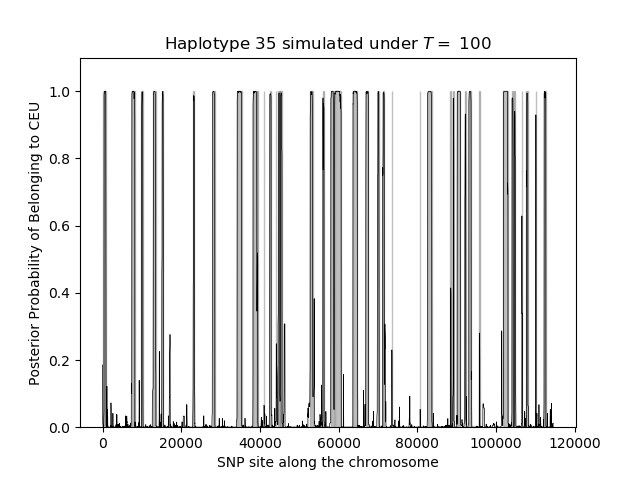 Haplotype 35 simulated under T = 100
Posterior Probability of Belonging to CEU
1.0
0.8
0.6
0.4
0.2
0.0
0 20000 40000 60000 80000 100000 120000
SNP site along the chromosome